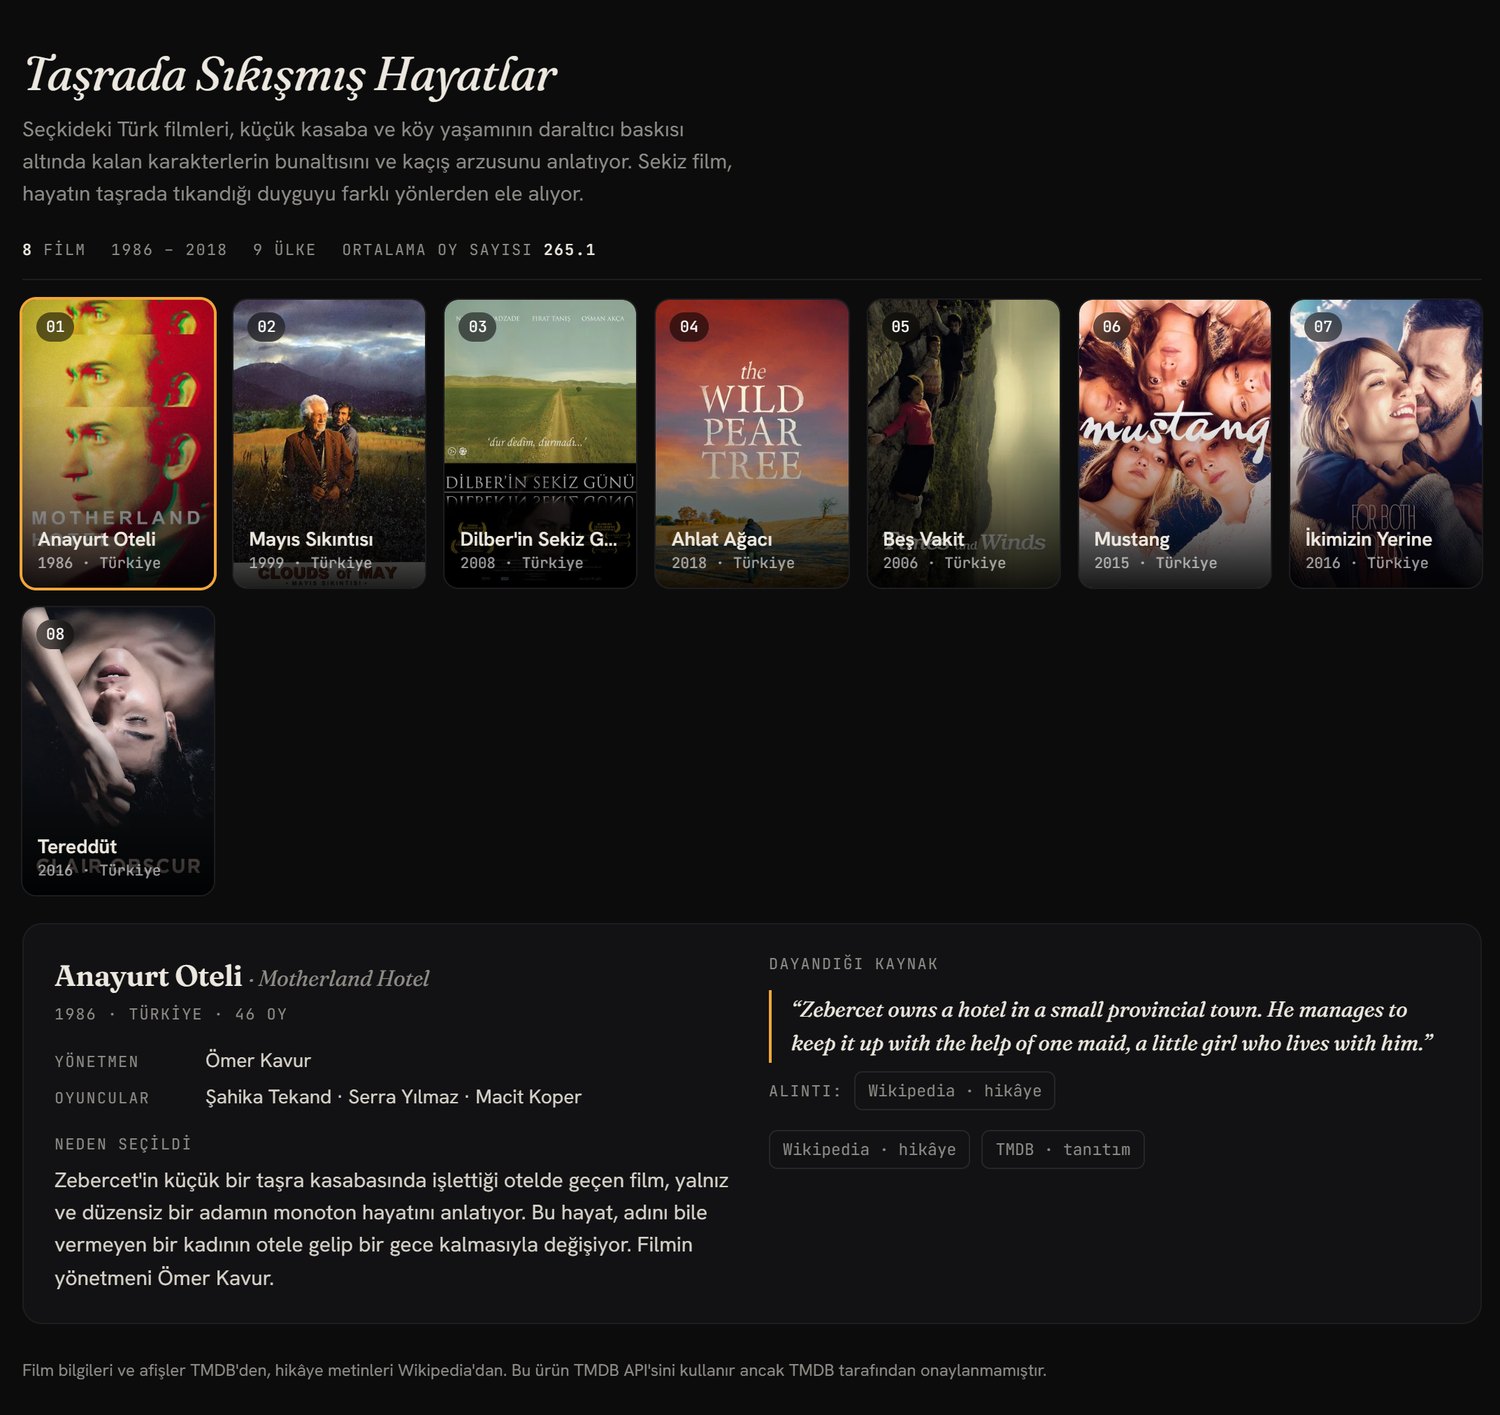 Taşrada Sıkışmış Hayatlar
Seçkideki Türk filmleri, küçük kasaba ve köy yaşamının daraltıcı baskısı
altında kalan karakterlerin bunaltısını ve kaçış arzusunu anlatıyor. Sekiz film,
hayatın taşrada tıkandığı duyguyu farklı yönlerden ele alıyor.
8 FİLM 1986 – 2018 9 ÜLKE ORTALAMA OY SAYISI 265.1
01
MOTHERLAND
Anayurt Oteli
1986 · Türkiye
02
Mayıs Sıkıntısı
1999 · Türkiye
CLOUDS OF MAY
MAYIS SIKINTISI
03
FIRAT TANIŞ OSMAN AKÇA
'dur dedim, durmadı...'
DİLBER'İN SEKİZ GÜNÜ
Dilber'in Sekiz G...
2008 · Türkiye
04
the
WILD
PEAR
TREE
Ahlat Ağacı
2018 · Türkiye
05
Beş Vakit
and Winds
2006 · Türkiye
06
mustang
Mustang
2015 · Türkiye
07
FOR BOTH
İkimizin Yerine
2016 · Türkiye
08
Tereddüt
CLAIR OBSCUR
2016 · Türkiye
Anayurt Oteli · Motherland Hotel
1986 · TÜRKİYE · 46 OY
YÖNETMEN Ömer Kavur
OYUNCULAR Şahika Tekand · Serra Yılmaz · Macit Koper
NEDEN SEÇİLDİ
Zebercet'in küçük bir taşra kasabasında işlettiği otelde geçen film, yalnız
ve düzensiz bir adamın monoton hayatını anlatıyor. Bu hayat, adını bile
vermeyen bir kadının otele gelip bir gece kalmasıyla değişiyor. Filmin
yönetmeni Ömer Kavur.
DAYANDIĞI KAYNAK
“Zebercet owns a hotel in a small provincial town. He manages to
keep it up with the help of one maid, a little girl who lives with him.”
ALINTI: Wikipedia · hikâye
Wikipedia · hikâye TMDB · tanıtım
Film bilgileri ve afişler TMDB'den, hikâye metinleri Wikipedia'dan. Bu ürün TMDB API'sini kullanır ancak TMDB tarafından onaylanmamıştır.